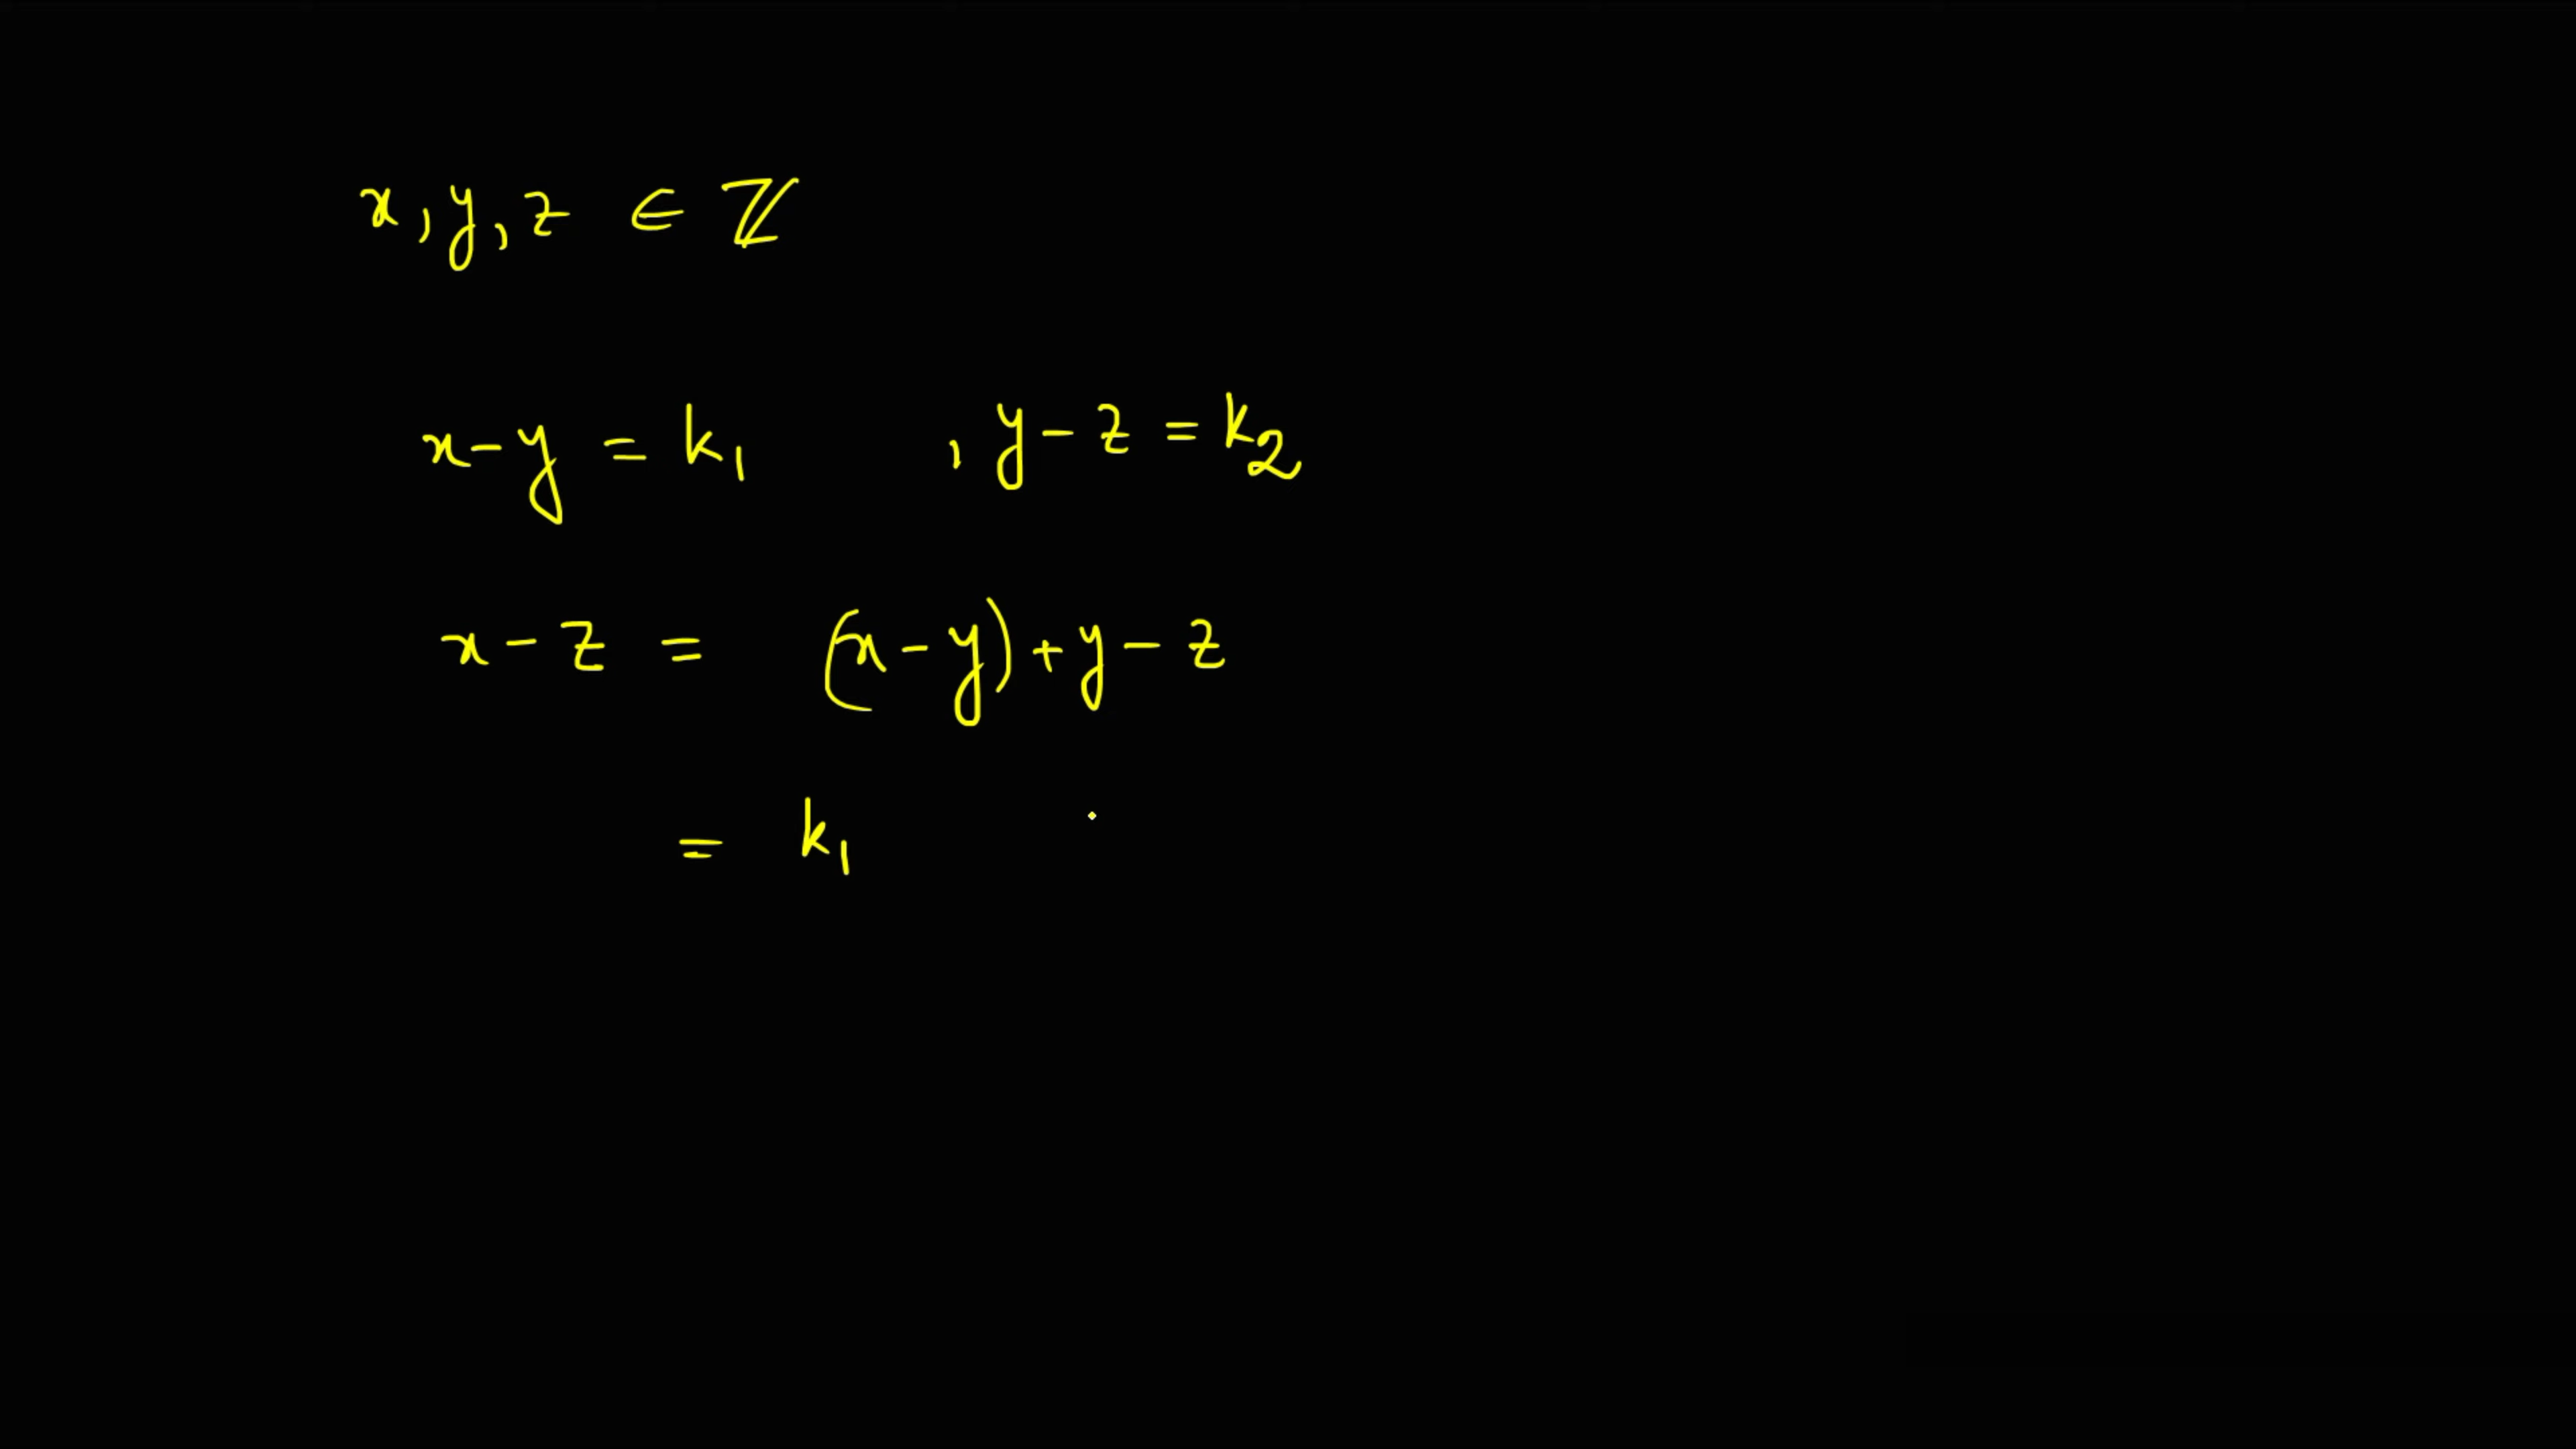 x, y, z ∈ ℤ
x - y = k₁ , y - z = k₂
x - z = (x - y) + y - z
= k₁